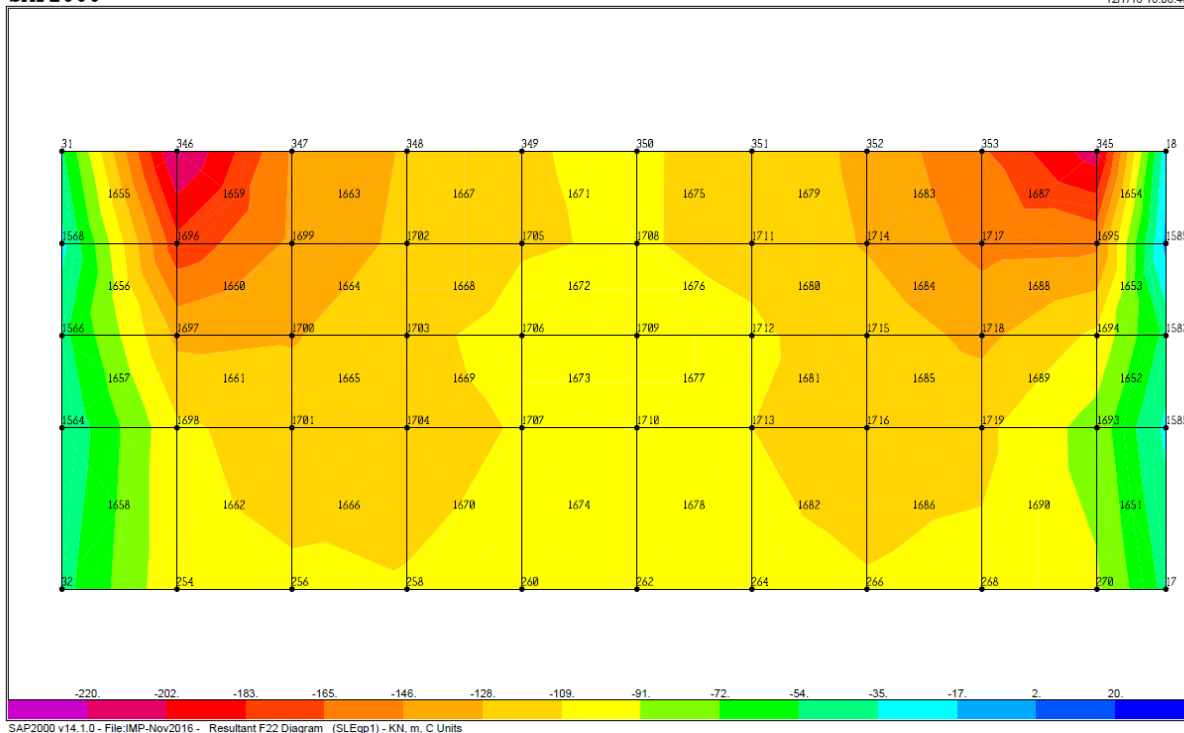 SAP2000
31 346 347 348 349 350 351 352 353 345 18
1655 1659 1663 1667 1671 1675 1679 1683 1687 1654
1568 1696 1699 1702 1705 1708 1711 1714 1717 1695
1656 1660 1664 1668 1672 1676 1680 1684 1688 1653
1566 1697 1700 1703 1706 1709 1712 1715 1718 1694
1657 1661 1665 1669 1673 1677 1681 1685 1689 1652
1564 1698 1701 1704 1707 1710 1713 1716 1719 1693
1658 1662 1666 1670 1674 1678 1682 1686 1690 1651
32 254 256 258 260 262 264 266 268 270 17
-220. -202. -183. -165. -146. -128. -109. -91. -72. -54. -35. -17. 2. 20.
SAP2000 v14.1.0 - File:IMP-Nov2016 - Resultant F22 Diagram (SLEqp1) - KN, m, C Units